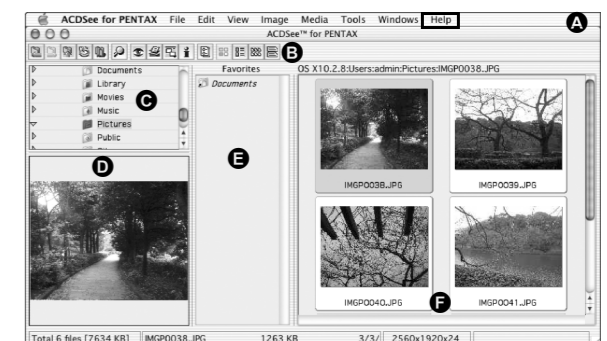 ACDSee for PENTAX File Edit View Image Media Tools Windows Help
A
ACDSee™ for PENTAX
B
Documents
Library
Movies
Music
Pictures
Public
C
Favorites
Documents
E
OS X10.2.8:Users:admin:Pictures:IMGP0038.JPG
D
IMGP0038.JPG
IMGP0039.JPG
IMGP0040.JPG
IMGP0041.JPG
F
Total 6 files [7634 KB] IMGP0038.JPG 1263 KB 3/3/ 2560x1920x24